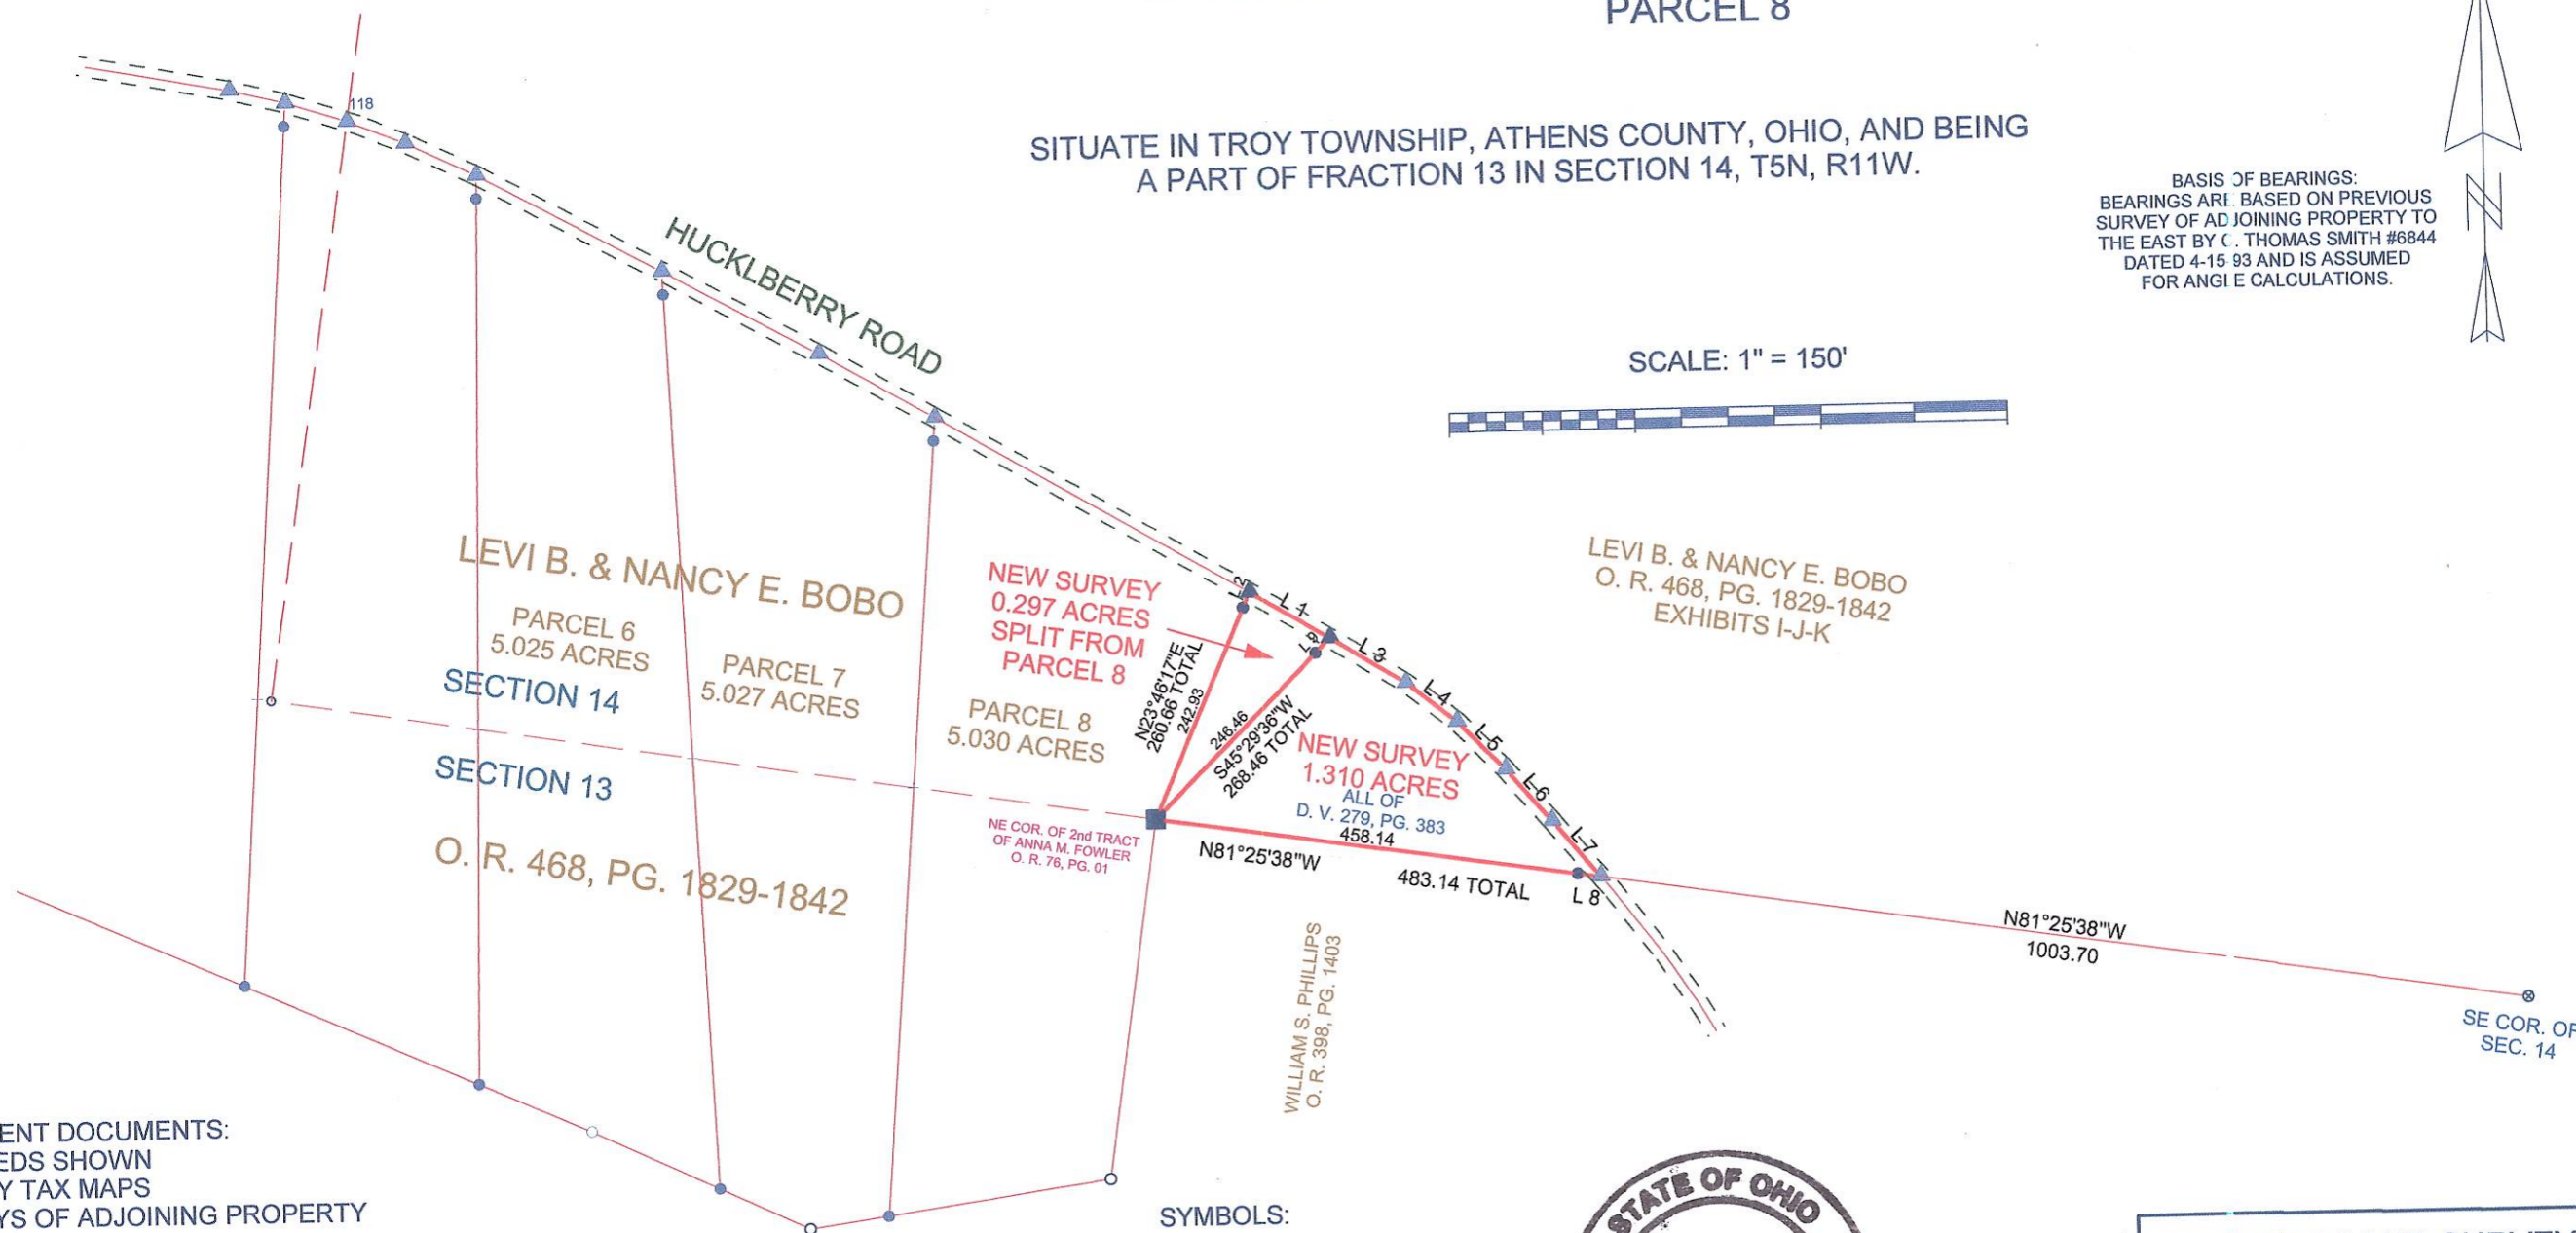 PARCEL 8
118
SITUATE IN TROY TOWNSHIP, ATHENS COUNTY, OHIO, AND BEING
A PART OF FRACTION 13 IN SECTION 14, T5N, R11W.
BASIS OF BEARINGS:
BEARINGS ARE BASED ON PREVIOUS
SURVEY OF ADJOINING PROPERTY TO
THE EAST BY C. THOMAS SMITH #6844
DATED 4-15-93 AND IS ASSUMED
FOR ANGLE CALCULATIONS.
N
HUCKLBERRY ROAD
SCALE: 1" = 150'
LEVI B. & NANCY E. BOBO
PARCEL 6
5.025 ACRES
SECTION 14
PARCEL 7
5.027 ACRES
PARCEL 8
5.030 ACRES
SECTION 13
O. R. 468, PG. 1829-1842
NEW SURVEY
0.297 ACRES
SPLIT FROM
PARCEL 8
L 2
L 1
L 9
L 3
L 4
L 5
L 6
L 7
L 8
N23°46'17"E
260.66 TOTAL
242.93
246.46
S45°29'36"W
268.46 TOTAL
NEW SURVEY
1.310 ACRES
ALL OF
D. V. 279, PG. 383
458.14
N81°25'38"W
483.14 TOTAL
NE COR. OF 2nd TRACT
OF ANNA M. FOWLER
O. R. 76, PG. 01
LEVI B. & NANCY E. BOBO
O. R. 468, PG. 1829-1842
EXHIBITS I-J-K
WILLIAM S. PHILLIPS
O. R. 398, PG. 1403
N81°25'38"W
1003.70
SE COR. OF
SEC. 14
ENT DOCUMENTS:
EDS SHOWN
Y TAX MAPS
YS OF ADJOINING PROPERTY
SYMBOLS:
STATE OF OHIO